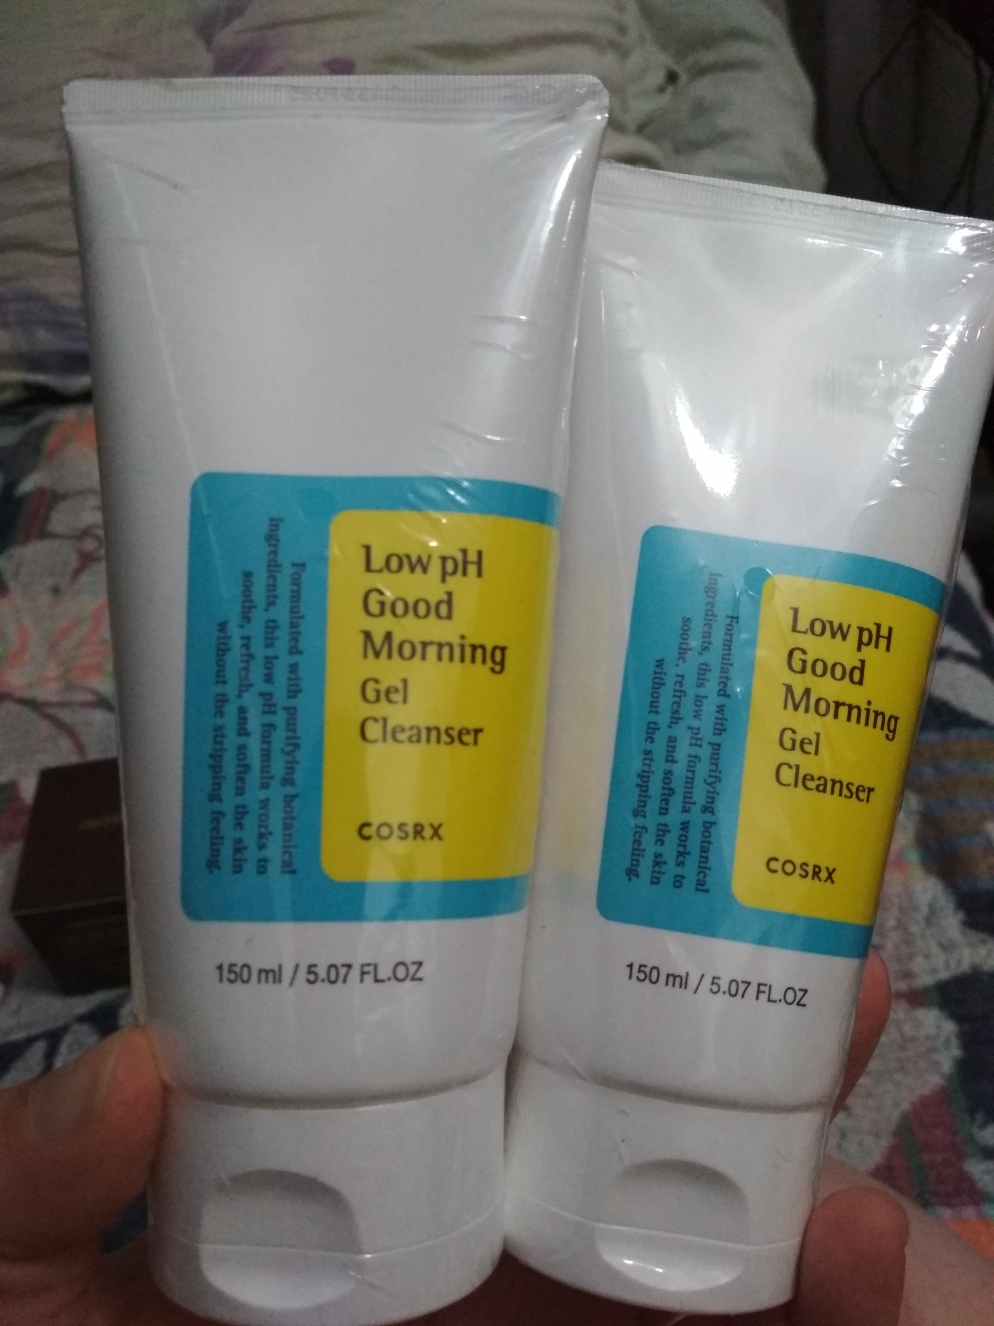 Low pH
Good
Morning
Gel
Cleanser
COSRX
Formulated with purifying botanical
ingredients, this low pH formula works to
soothe, refresh, and soften the skin
without the stripping feeling.
150 ml / 5.07 FL.OZ
Low pH
Good
Morning
Gel
Cleanser
COSRX
Formulated with purifying botanical
ingredients, this low pH formula works to
soothe, refresh, and soften the skin
without the stripping feeling.
150 ml / 5.07 FL.OZ